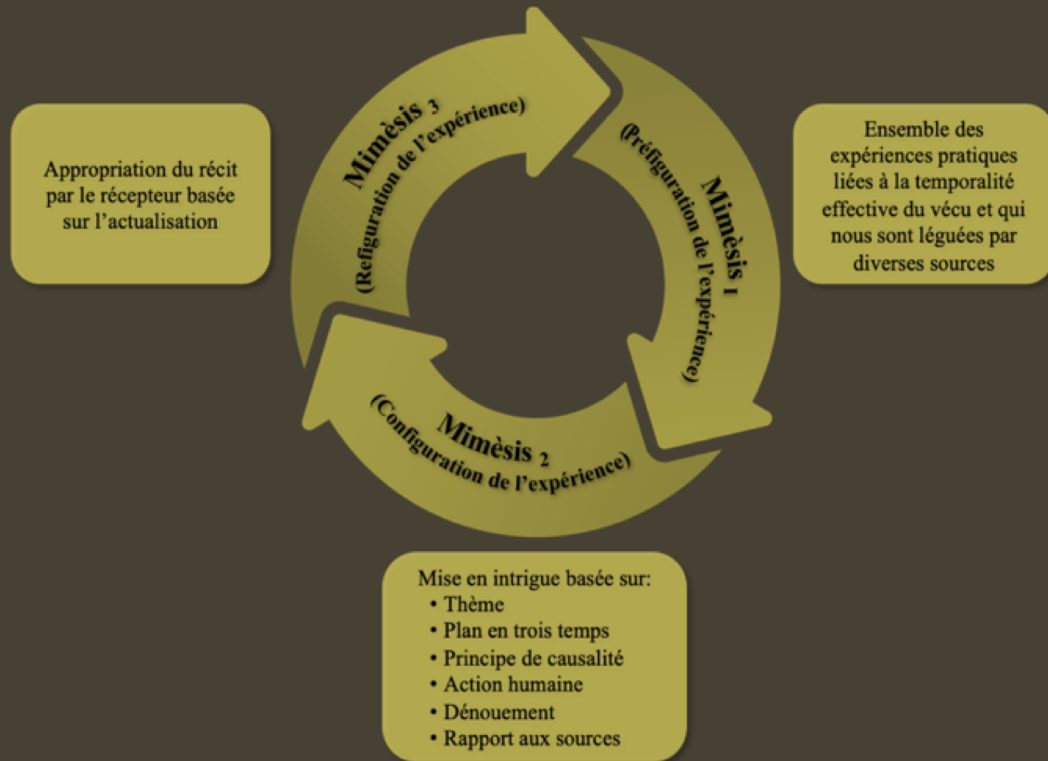 Mimèsis 3
(Refiguration de l'expérience)
Mimèsis 1
(Préfiguration de l'expérience)
Mimèsis 2
(Configuration de l'expérience)
Appropriation du récit
par le récepteur basée
sur l'actualisation
Ensemble des
expériences pratiques
liées à la temporalité
effective du vécu et qui
nous sont léguées par
diverses sources
Mise en intrigue basée sur:
• Thème
• Plan en trois temps
• Principe de causalité
• Action humaine
• Dénouement
• Rapport aux sources